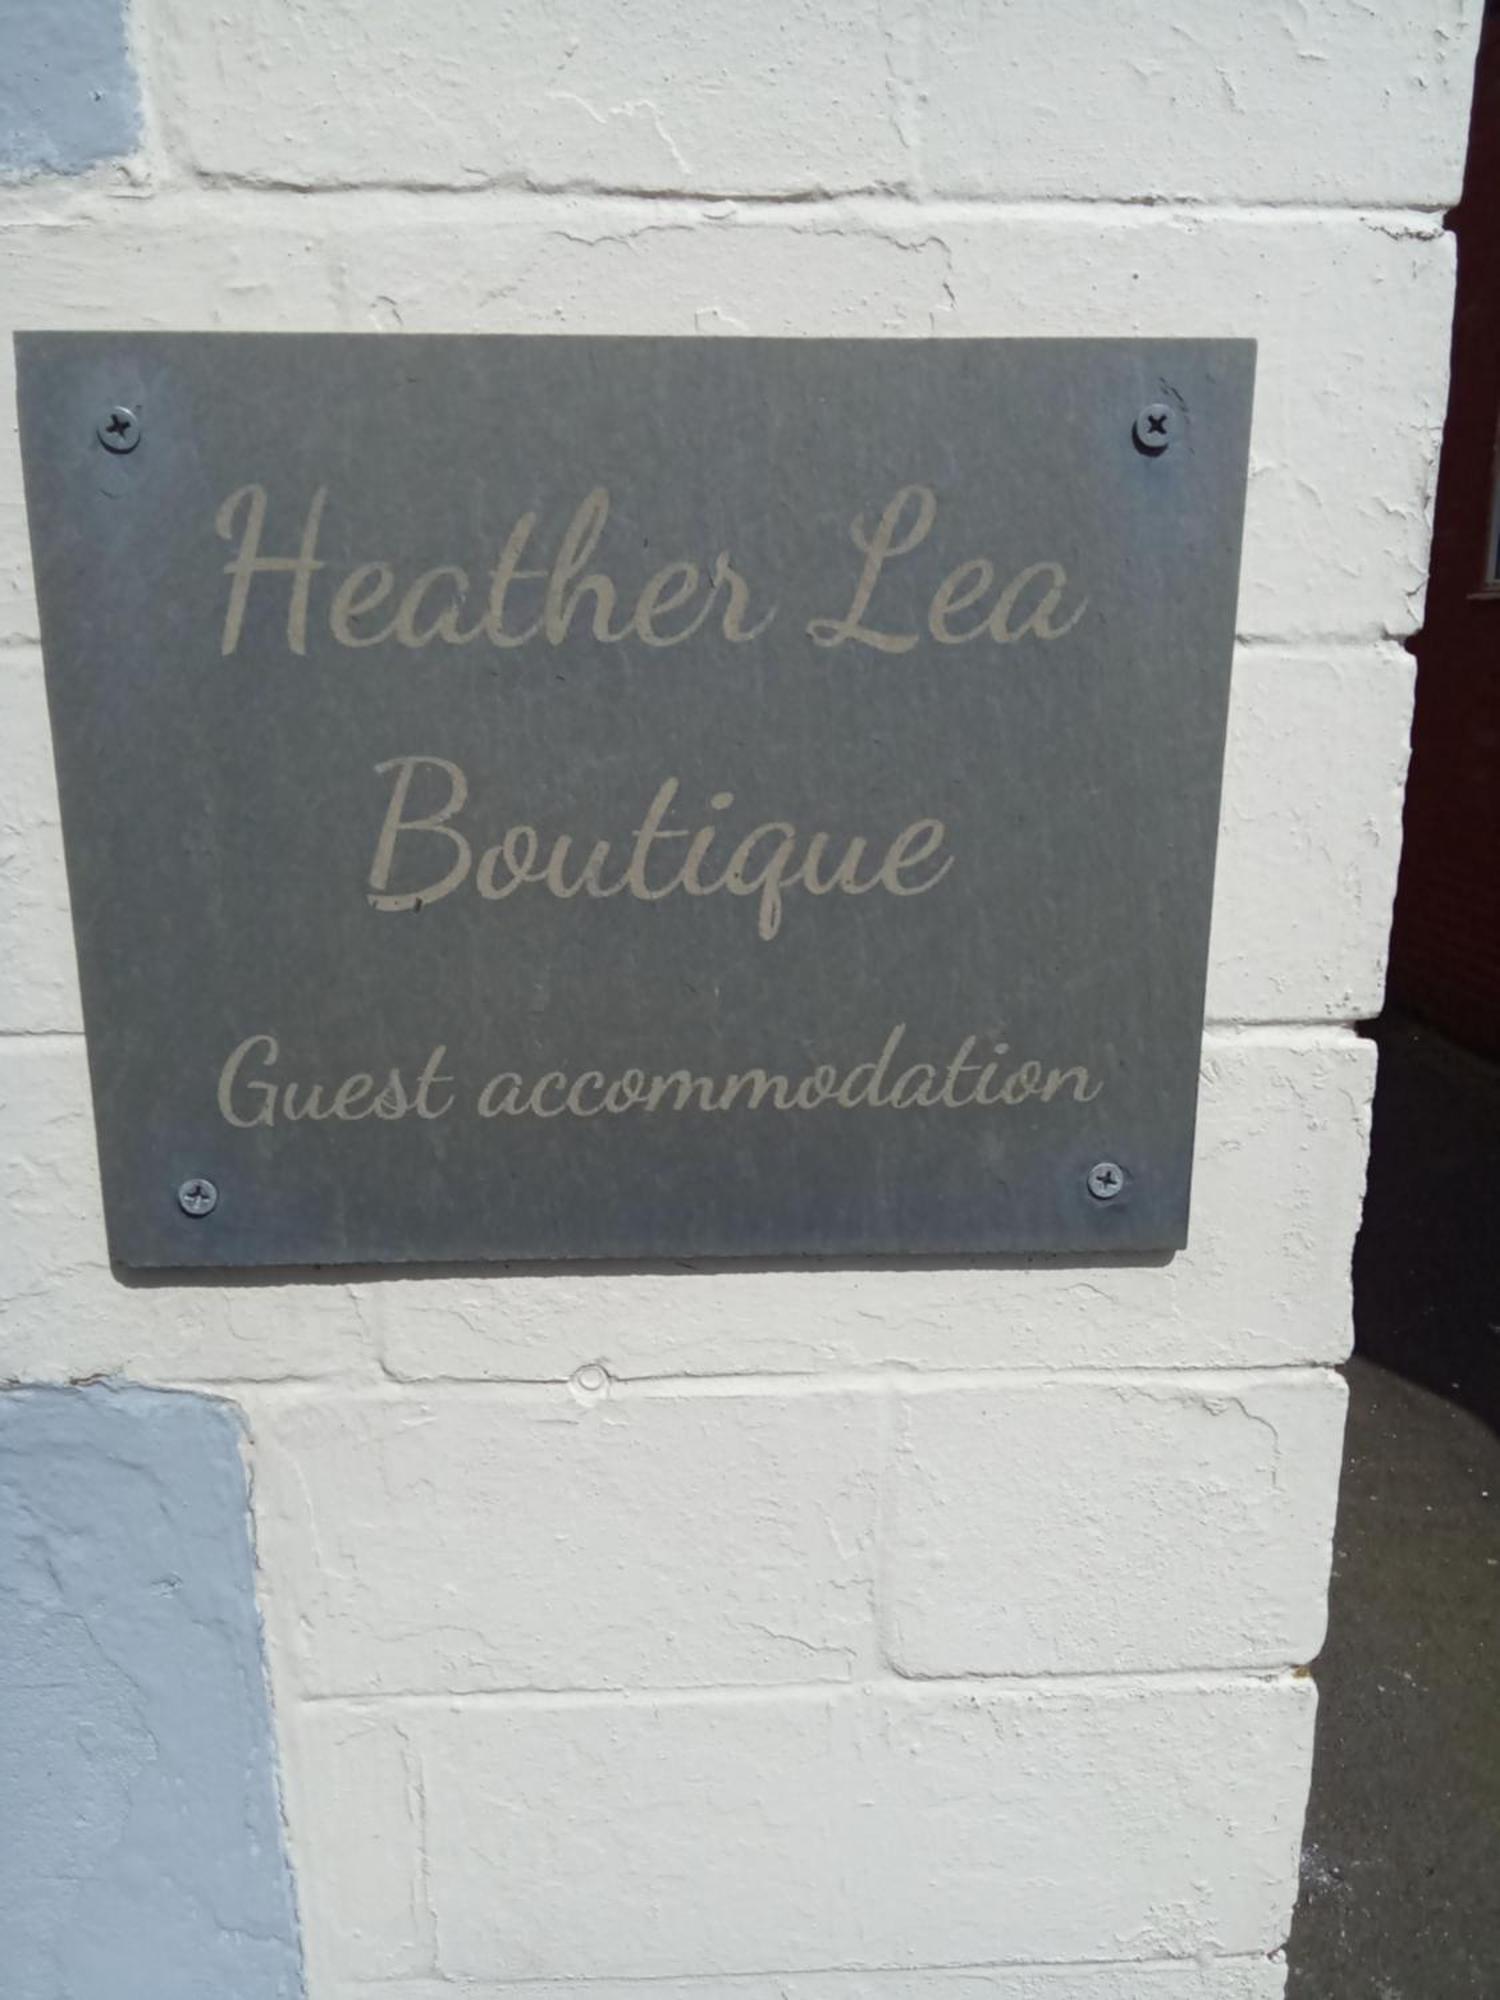 Heather Lea
Boutique
Guest accommodation